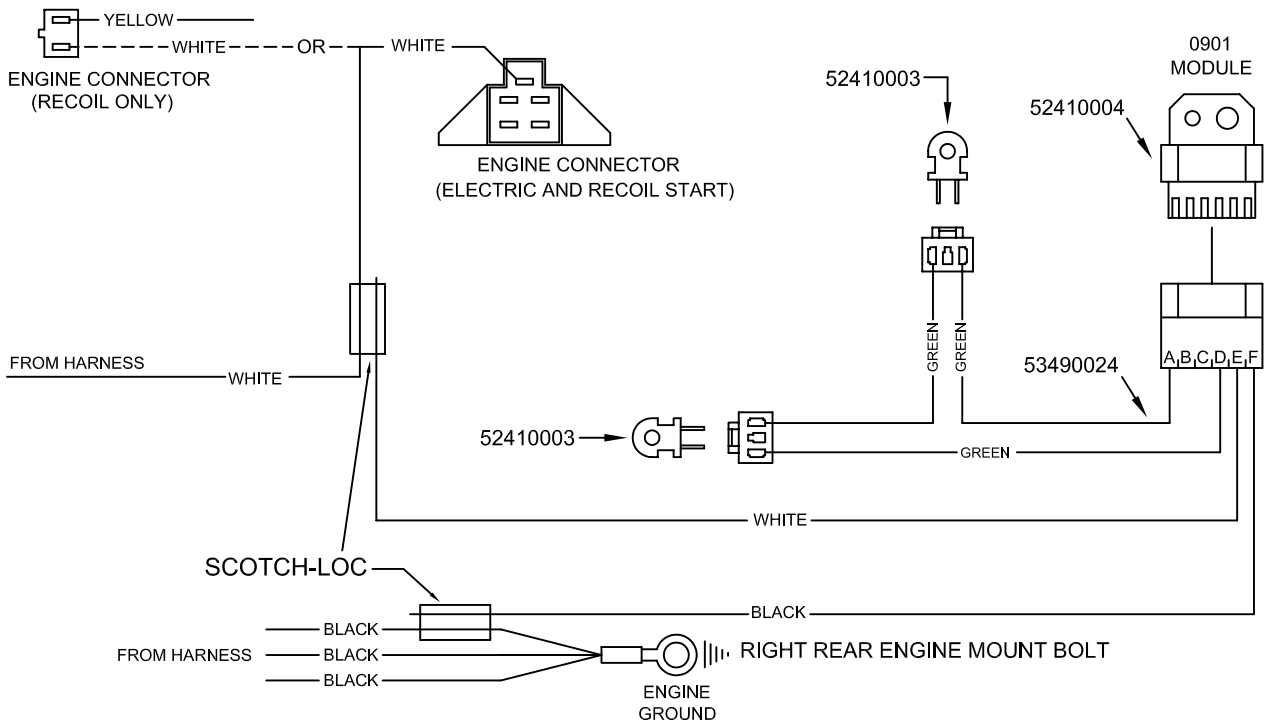 YELLOW
WHITE
OR
WHITE
ENGINE CONNECTOR
(RECOIL ONLY)
ENGINE CONNECTOR
(ELECTRIC AND RECOIL START)
52410003
0901
MODULE
52410004
GREEN
GREEN
FROM HARNESS
WHITE
53490024
A B C D E F
52410003
GREEN
WHITE
SCOTCH-LOC
BLACK
BLACK
FROM HARNESS
BLACK
BLACK
RIGHT REAR ENGINE MOUNT BOLT
ENGINE
GROUND